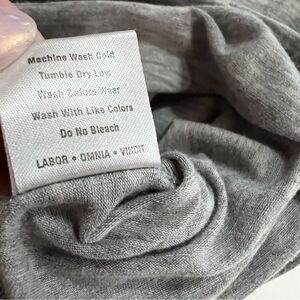 Machine Wash Cold
Tumble Dry Low
Wash Before Wear
Wash With Like Colors
Do No Bleach
LABOR • OMNIA • VINCIT